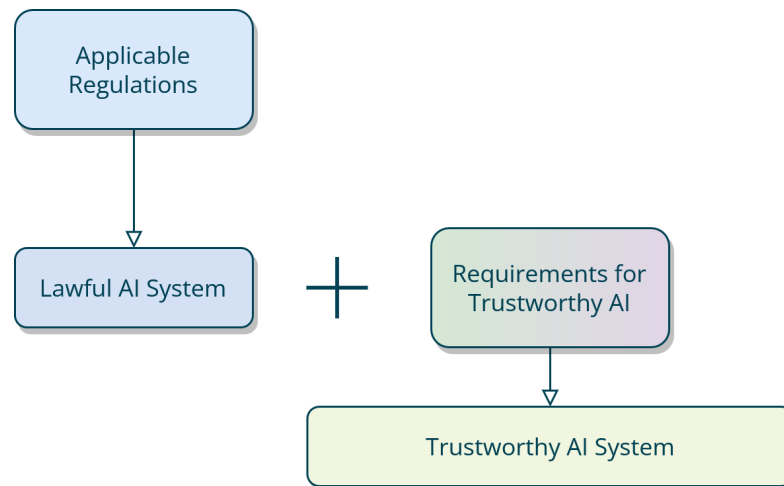 Applicable
Regulations
Lawful AI System
Requirements for
Trustworthy AI
Trustworthy AI System